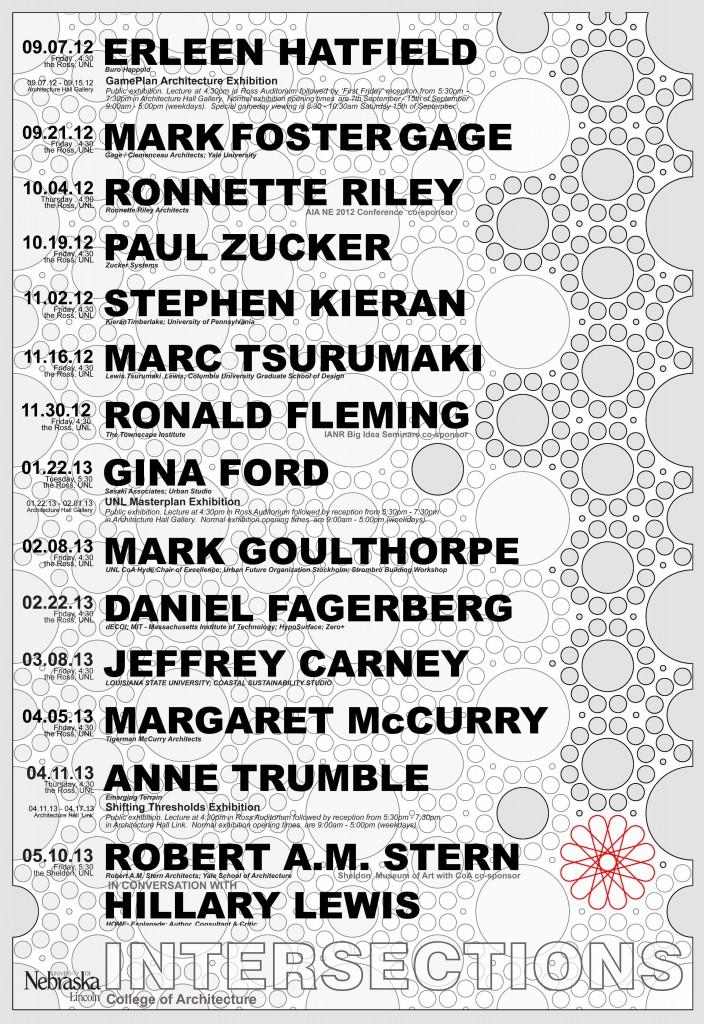 09.07.12 ERLEEN HATFIELD
Friday 4:30
the Ross, UNL
Buro Happold
09.07.12 - 09.15.12
Architecture Hall Gallery
GamePlan Architecture Exhibition
Public exhibition. Lecture at 4:30pm is Ross Auditorium followed by 'First Friday' reception from 5:30pm -
7:30pm in Architecture Hall Gallery. Normal exhibition opening times are 7th September - 15th of September
9:00am - 5:00pm (weekdays). Special gameday viewing is 8:30 - 10:30am Saturday 15th September.
09.21.12 MARK FOSTER GAGE
Friday, 4:30
the Ross, UNL
Gage / Clemenceau Architects; Yale University
10.04.12 RONNETTE RILEY
Thursday 4:00
the Ross, UNL
Ronnette Riley Architects
AIA NE 2012 Conference co-sponsor
10.19.12 PAUL ZUCKER
Friday, 4:30
the Ross, UNL
Zucker Systems
11.02.12 STEPHEN KIERAN
Friday, 4:30
the Ross, UNL
KieranTimberlake; University of Pennsylvania
11.16.12 MARC TSURUMAKI
Friday, 4:30
the Ross, UNL
Lewis.Tsurumaki.Lewis; Columbia University Graduate School of Design
11.30.12 RONALD FLEMING
Friday 4:30
the Ross, UNL
The Townscape Institute
IANR Big Idea Seminars co-sponsor
01.22.13 GINA FORD
Tuesday, 5:30
the Ross, UNL
Sasaki Associates; Urban Studio
01.22.13 - 02.01.13
Architecture Hall Gallery
UNL Masterplan Exhibition
Public exhibition. Lecture at 4:30pm in Ross Auditorium followed by reception from 5:30pm - 7:30pm
in Architecture Hall Gallery. Normal exhibition opening times are 9:00am - 5:00pm (weekdays).
02.08.13 MARK GOULTHORPE
Friday, 4:30
the Ross, UNL
UNL CoA Hyde Chair of Excellence; Urban Future Organization Stockholm; Strombro Building Workshop
02.22.13 DANIEL FAGERBERG
Friday, 4:30
the Ross, UNL
dECOi; MIT - Massachusetts Institute of Technology; HypoSurface; Zero+
03.08.13 JEFFREY CARNEY
Friday, 4:30
the Ross, UNL
LOUISIANA STATE UNIVERSITY; COASTAL SUSTAINABILITY STUDIO
04.05.13 MARGARET McCURRY
Friday, 4:30
the Ross, UNL
Tigerman McCurry Architects
04.11.13 ANNE TRUMBLE
Thursday, 4:30
the Ross, UNL
Emerging Terrain
04.11.13 - 04.17.13
Architecture Hall 'Link'
Shifting Thresholds Exhibition
Public exhibition. Lecture at 4:30pm in Ross Auditorium followed by reception from 5:30pm - 7:30pm
in Architecture Hall Link. Normal exhibition opening times are 9:00am - 5:00pm (weekdays).
05.10.13 ROBERT A.M. STERN
Friday, 5:30
the Sheldon, UNL
Robert A.M. Stern Architects; Yale School of Architecture
Sheldon Museum of Art with CoA co-sponsor
IN CONVERSATION WITH
HILLARY LEWIS
HOME; Esplanade; Author, Consultant & Critic
INTERSECTIONS
UNIVERSITY OF
Nebraska
Lincoln
College of Architecture